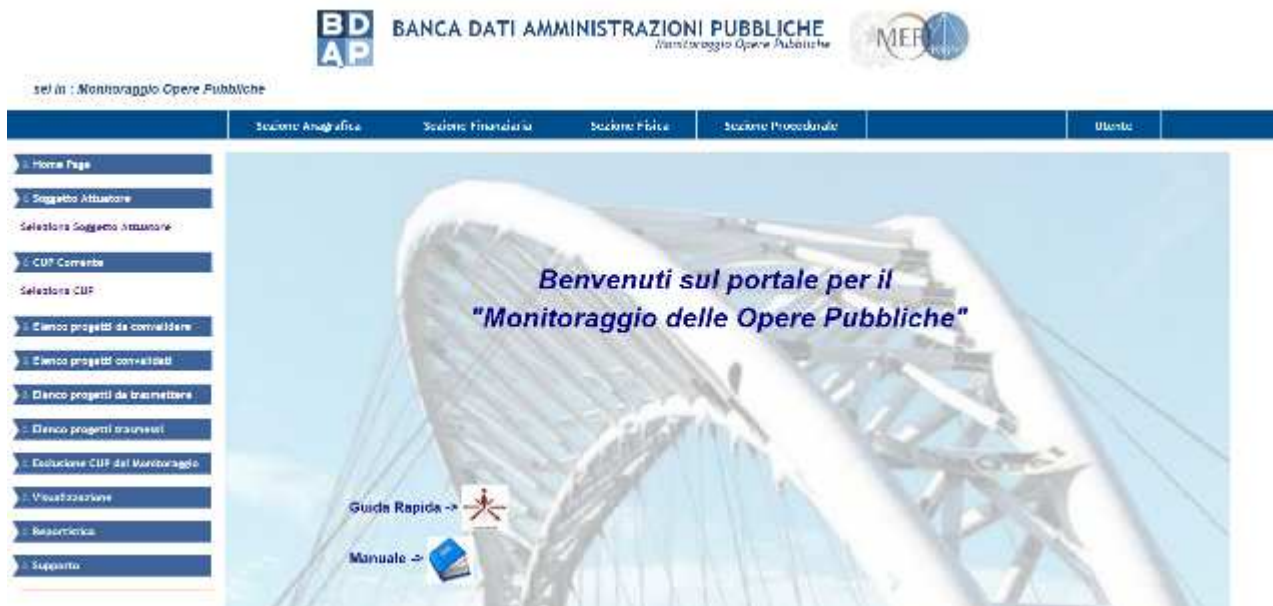 BD
AP
BANCA DATI AMMINISTRAZIONI PUBBLICHE
Monitoraggio Opere Pubbliche
MEF
sei in : Monitoraggio Opere Pubbliche
Sezione Anagrafica
Sezione Finanziaria
Sezione Fisica
Sezione Procedurale
Utente
Home Page
Soggetto Attuatore
Seleziona Soggetto Attuatore
CUP Corrente
Seleziona CUP
Elenco progetti da convalidare
Elenco progetti convalidati
Elenco progetti da trasmettere
Elenco progetti trasmessi
Esclusione CUP dal Monitoraggio
Visualizzazione
Reportistica
Supporto
Benvenuti sul portale per il
"Monitoraggio delle Opere Pubbliche"
Guida Rapida ->
Manuale ->